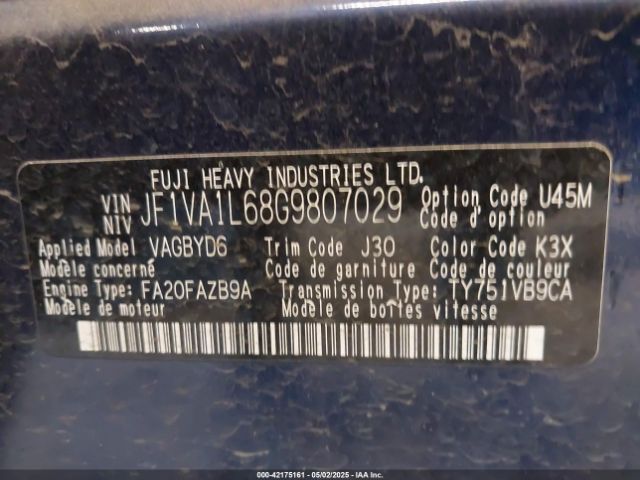 FUJI HEAVY INDUSTRIES LTD.
VIN NIV JF1VA1L68G9807029 Option Code U45M
Code d'option
Applied Model VAGBYD6 Trim Code J30 Color Code K3X
Modèle concerné Code de garniture Code de couleur
Engine Type: FA20FAZB9A Transmission Type: TY751VB9CA
Modèle de moteur Modèle de boîtes vitesse
000-42175161 - 05/02/2025 - IAAI Inc.